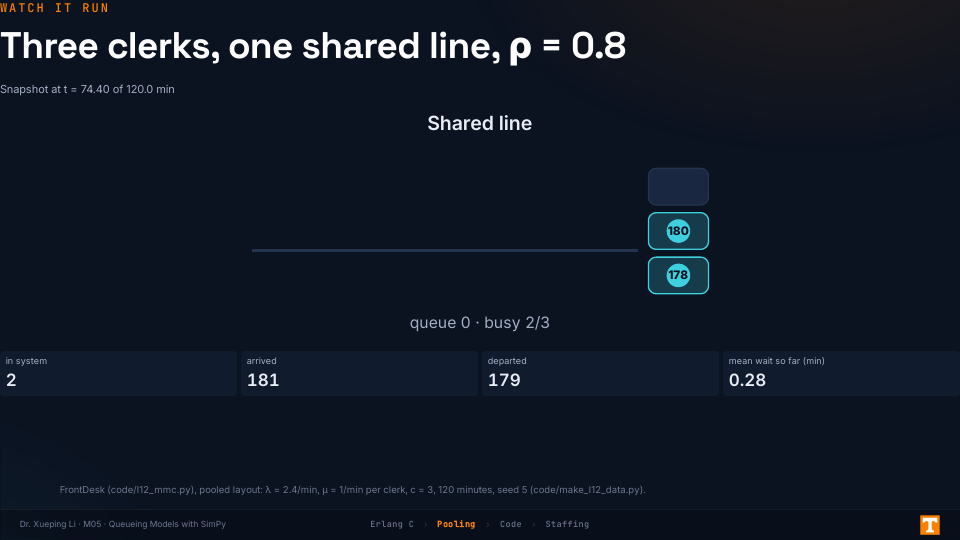 WATCH IT RUN
Three clerks, one shared line, ρ = 0.8
Snapshot at t = 74.40 of 120.0 min
Shared line
180
178
queue 0 · busy 2/3
in system
2
arrived
181
departed
179
mean wait so far (min)
0.28
FrontDesk (code/l12_mmc.py), pooled layout: λ = 2.4/min, μ = 1/min per clerk, c = 3, 120 minutes, seed 5 (code/make_l12_data.py).
Dr. Xueping Li · M05 · Queueing Models with SimPy
Erlang C › Pooling › Code › Staffing
T